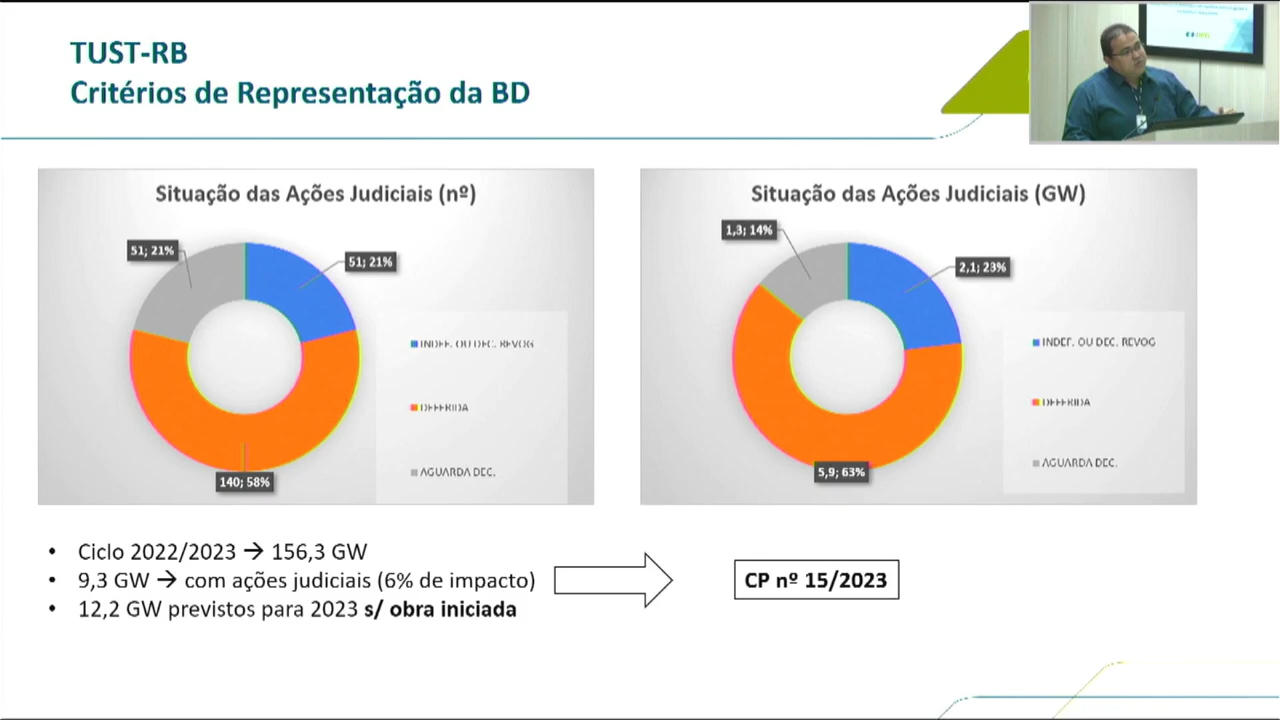 TUST-RB
Critérios de Representação da BD
Situação das Ações Judiciais (nº)
51; 21%
51; 21%
140; 58%
INDEF. OU DEC. REVOG
DEFERIDA
AGUARDA DEC.
Situação das Ações Judiciais (GW)
1,3; 14%
2,1; 23%
5,9; 63%
INDEF. OU DEC. REVOG
DEFERIDA
AGUARDA DEC.
• Ciclo 2022/2023 → 156,3 GW
• 9,3 GW → com ações judiciais (6% de impacto)
• 12,2 GW previstos para 2023 s/ obra iniciada
CP nº 15/2023